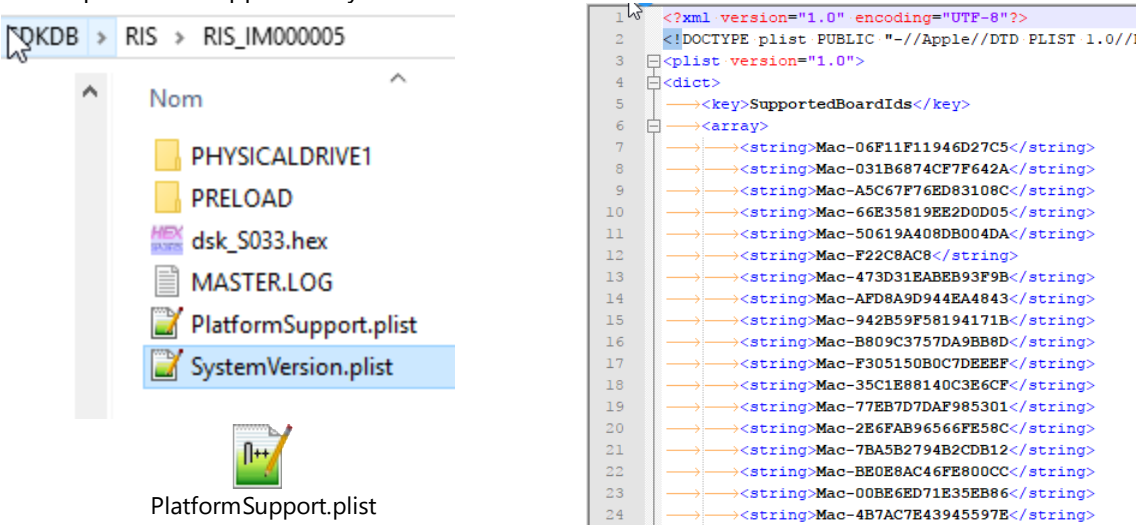 DKDB > RIS > RIS_IM000005
Nom
PHYSICALDRIVE1
PRELOAD
HEX
dsk_S033.hex
MASTER.LOG
PlatformSupport.plist
SystemVersion.plist
n++
PlatformSupport.plist
1 <?xml version="1.0" encoding="UTF-8"?>
2 <!DOCTYPE plist PUBLIC "-//Apple//DTD PLIST 1.0//
3 <plist version="1.0">
4 <dict>
5 <key>SupportedBoardIds</key>
6 <array>
7 <string>Mac-06F11F11946D27C5</string>
8 <string>Mac-031B6874CF7F642A</string>
9 <string>Mac-A5C67F76ED83108C</string>
10 <string>Mac-66E35819EE2D0D05</string>
11 <string>Mac-50619A408DB004DA</string>
12 <string>Mac-F22C8AC8</string>
13 <string>Mac-473D31EABEB93F9B</string>
14 <string>Mac-AFD8A9D944EA4843</string>
15 <string>Mac-942B59F58194171B</string>
16 <string>Mac-B809C3757DA9BB8D</string>
17 <string>Mac-F305150B0C7DEEEF</string>
18 <string>Mac-35C1E88140C3E6CF</string>
19 <string>Mac-77EB7D7DAF985301</string>
20 <string>Mac-2E6FAB96566FE58C</string>
21 <string>Mac-7BA5B2794B2CDB12</string>
22 <string>Mac-BE0E8AC46FE800CC</string>
23 <string>Mac-00BE6ED71E35EB86</string>
24 <string>Mac-4B7AC7E43945597E</string>